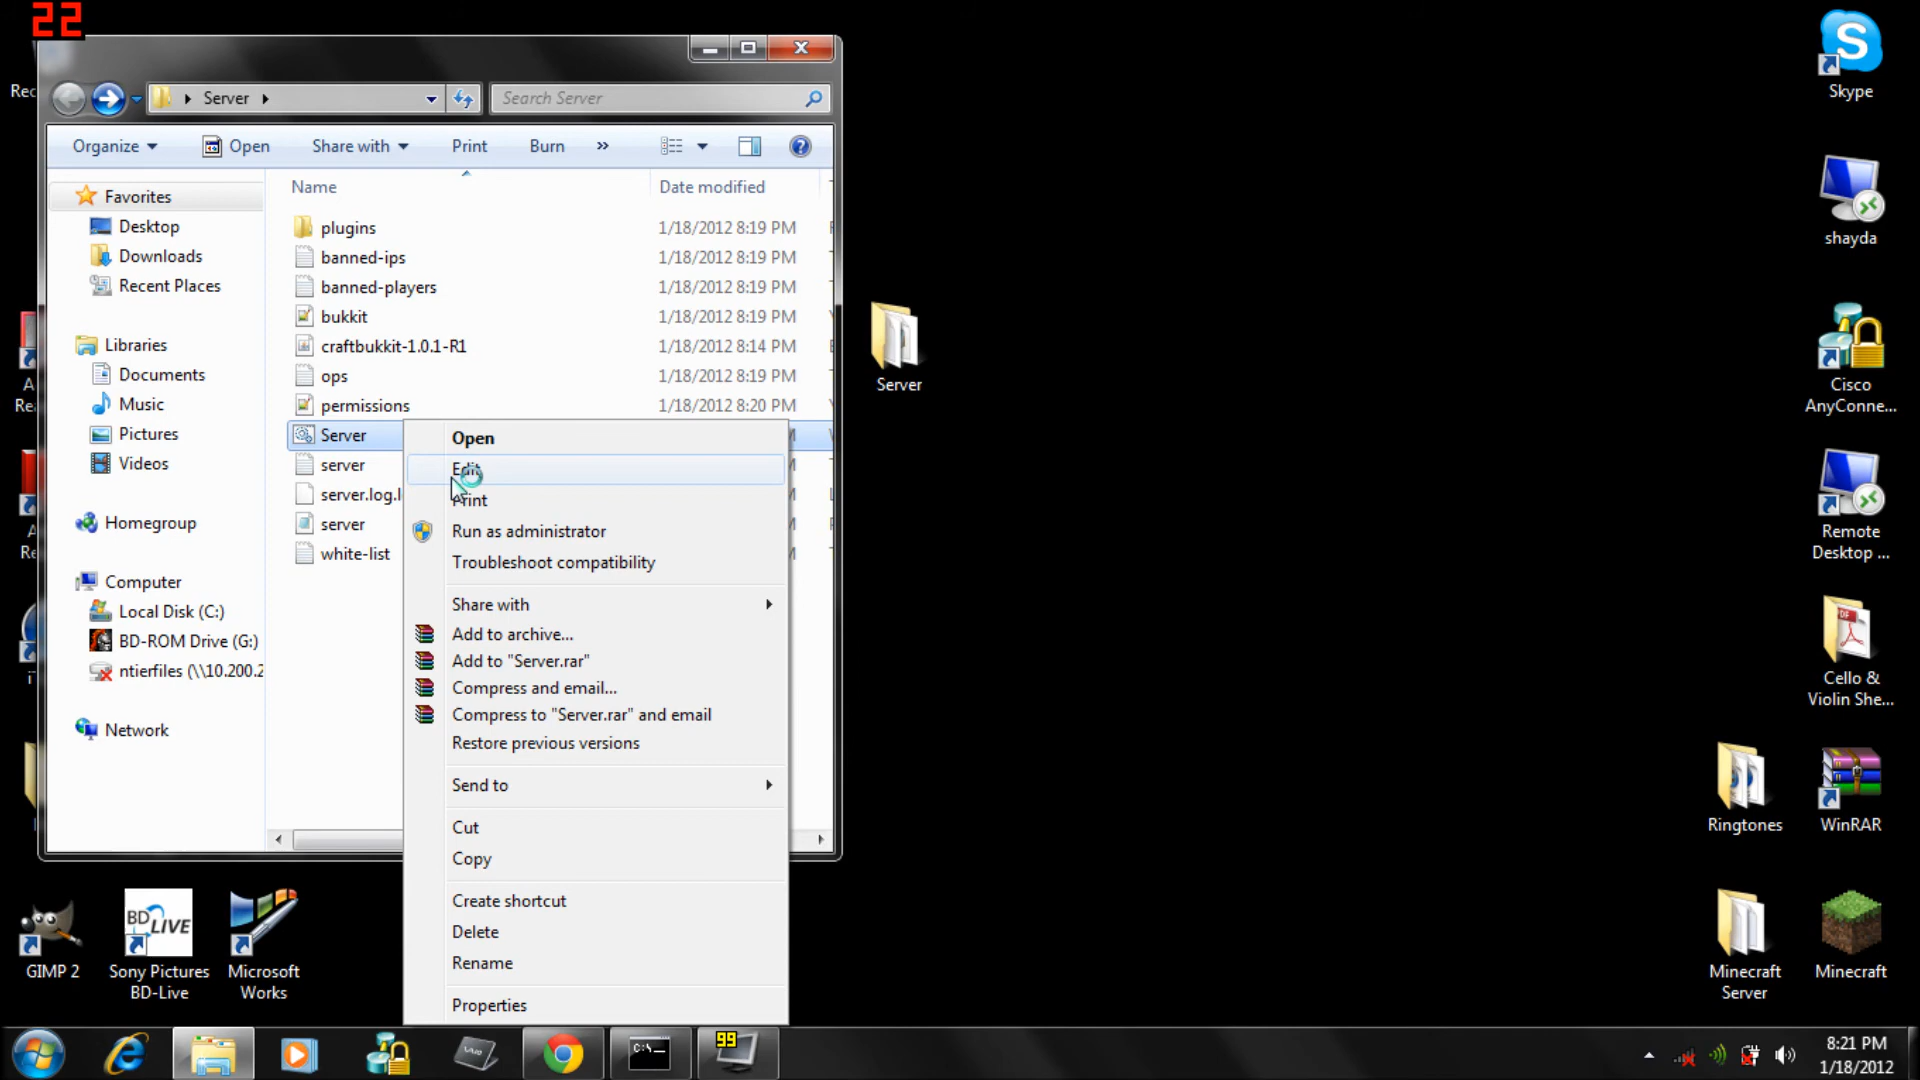 22
Rec
Server
Search Server
Organize
Open
Share with
Print
Burn
»
Name
Date modified
Favorites
Desktop
Downloads
Recent Places
Libraries
Documents
Music
Pictures
Videos
Homegroup
Computer
Local Disk (C:)
BD-ROM Drive (G:)
ntierfiles (\\10.200.2
Network
plugins 1/18/2012 8:19 PM
banned-ips 1/18/2012 8:19 PM
banned-players 1/18/2012 8:19 PM
bukkit 1/18/2012 8:19 PM
craftbukkit-1.0.1-R1 1/18/2012 8:14 PM
ops 1/18/2012 8:19 PM
permissions 1/18/2012 8:20 PM
Server
server
server.log.l
server
white-list
Open
Edit
Print
Run as administrator
Troubleshoot compatibility
Share with
Add to archive...
Add to "Server.rar"
Compress and email...
Compress to "Server.rar" and email
Restore previous versions
Send to
Cut
Copy
Create shortcut
Delete
Rename
Properties
A
Re
A
Re
Server
Skype
shayda
Cisco
AnyConne...
Remote
Desktop ...
Cello &
Violin She...
Ringtones
WinRAR
Minecraft
Server
Minecraft
GIMP 2
BD
LIVE
Sony Pictures
BD-Live
Microsoft
Works
VAIO
C:\
99
8:21 PM
1/18/2012